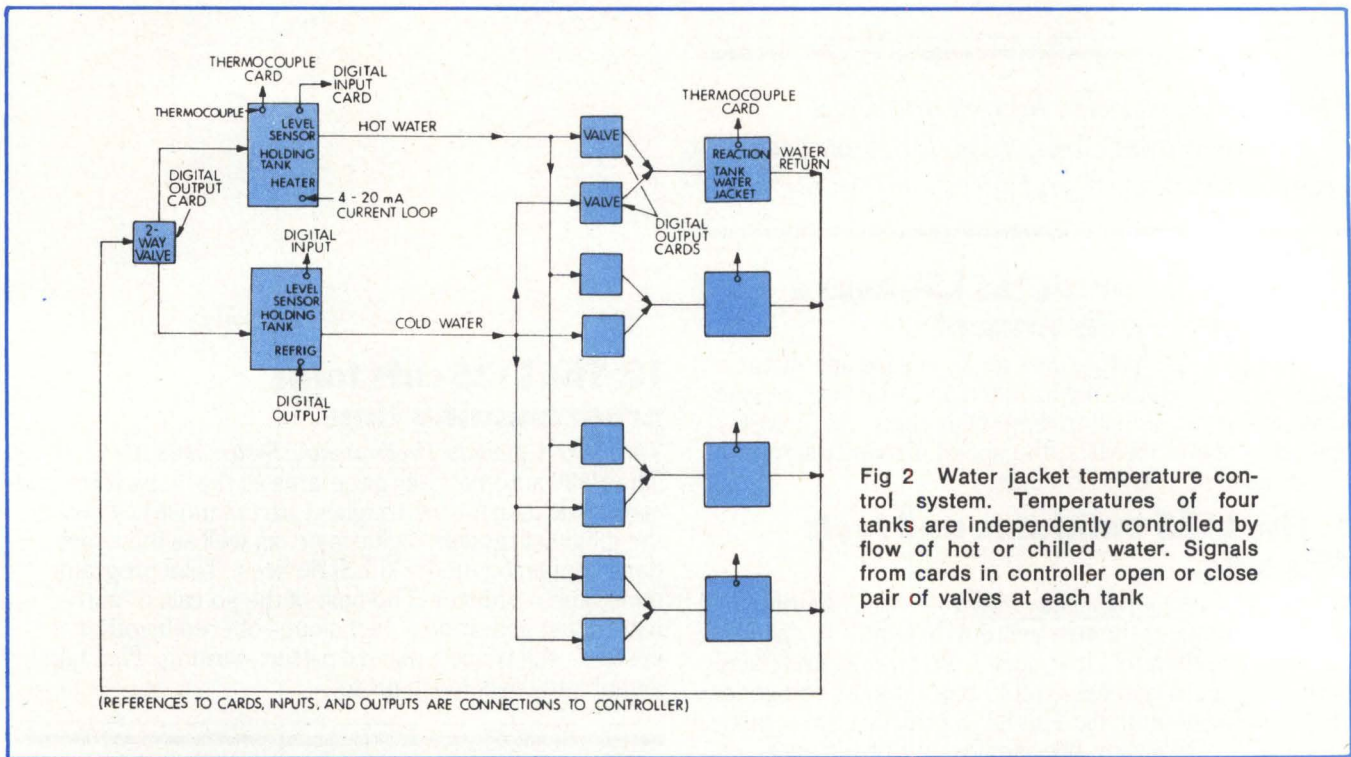 THERMOCOUPLE
CARD
DIGITAL
INPUT
CARD
THERMOCOUPLE
LEVEL
SENSOR
HOLDING
TANK
HEATER
4 - 20 mA
CURRENT LOOP
DIGITAL
OUTPUT
CARD
2-
WAY
VALVE
DIGITAL
INPUT
LEVEL
SENSOR
HOLDING
TANK
REFRIG
DIGITAL
OUTPUT
HOT WATER
COLD WATER
VALVE
VALVE
DIGITAL
OUTPUT
CARDS
THERMOCOUPLE
CARD
REACTION
TANK
WATER
JACKET
WATER
RETURN
Fig 2 Water jacket temperature con-
trol system. Temperatures of four
tanks are independently controlled by
flow of hot or chilled water. Signals
from cards in controller open or close
pair of valves at each tank
(REFERENCES TO CARDS, INPUTS, AND OUTPUTS ARE CONNECTIONS TO CONTROLLER)